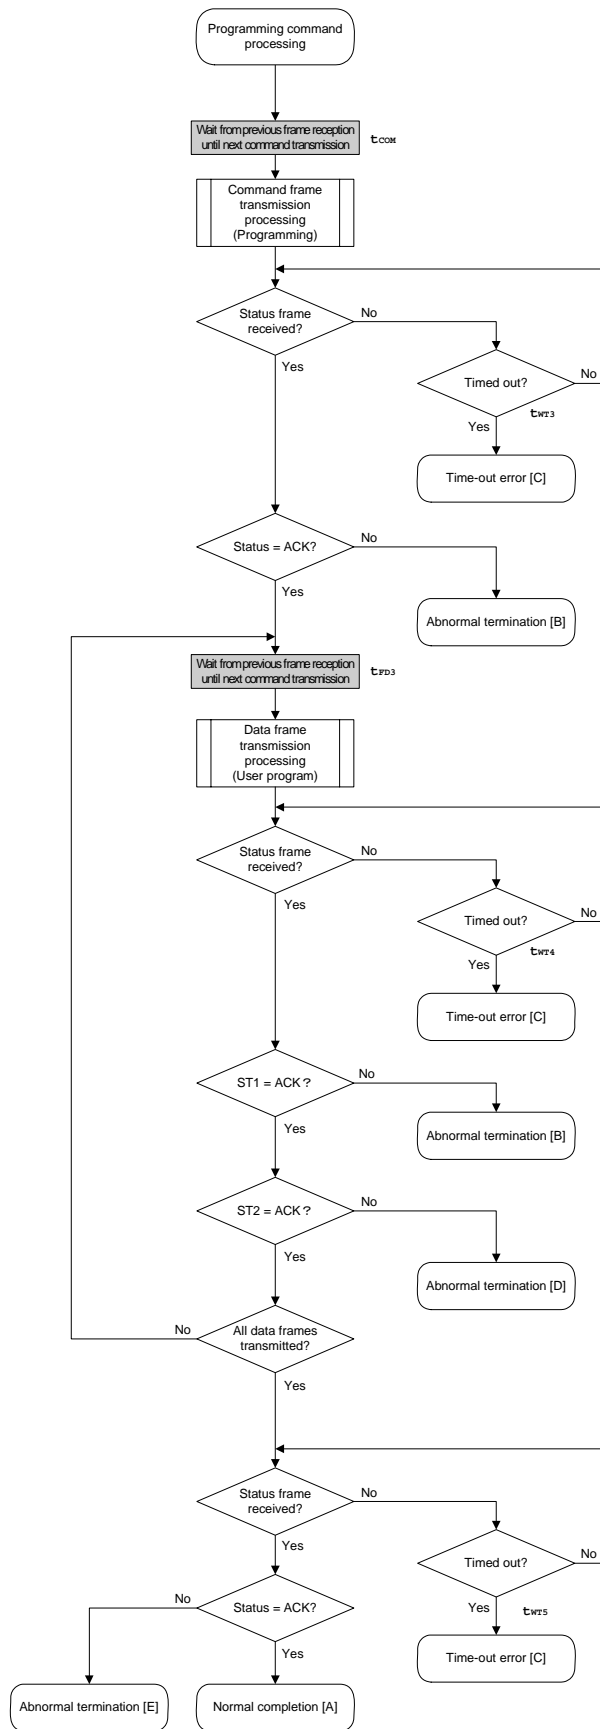 Programming command
processing
Wait from previous frame reception
until next command transmission
tCOM
Command frame
transmission
processing
(Programming)
Status frame
received?
No
Yes
Timed out?
No
tWT3
Yes
Time-out error [C]
Status = ACK?
No
Yes
Abnormal termination [B]
Wait from previous frame reception
until next command transmission
tFD3
Data frame
transmission
processing
(User program)
Status frame
received?
No
Yes
Timed out?
No
tWT4
Yes
Time-out error [C]
ST1 = ACK?
No
Yes
Abnormal termination [B]
ST2 = ACK?
No
Yes
Abnormal termination [D]
All data frames
transmitted?
No
Yes
Status frame
received?
No
Yes
Timed out?
No
tWT5
Yes
Time-out error [C]
Status = ACK?
No
Yes
Abnormal termination [E]
Normal completion [A]